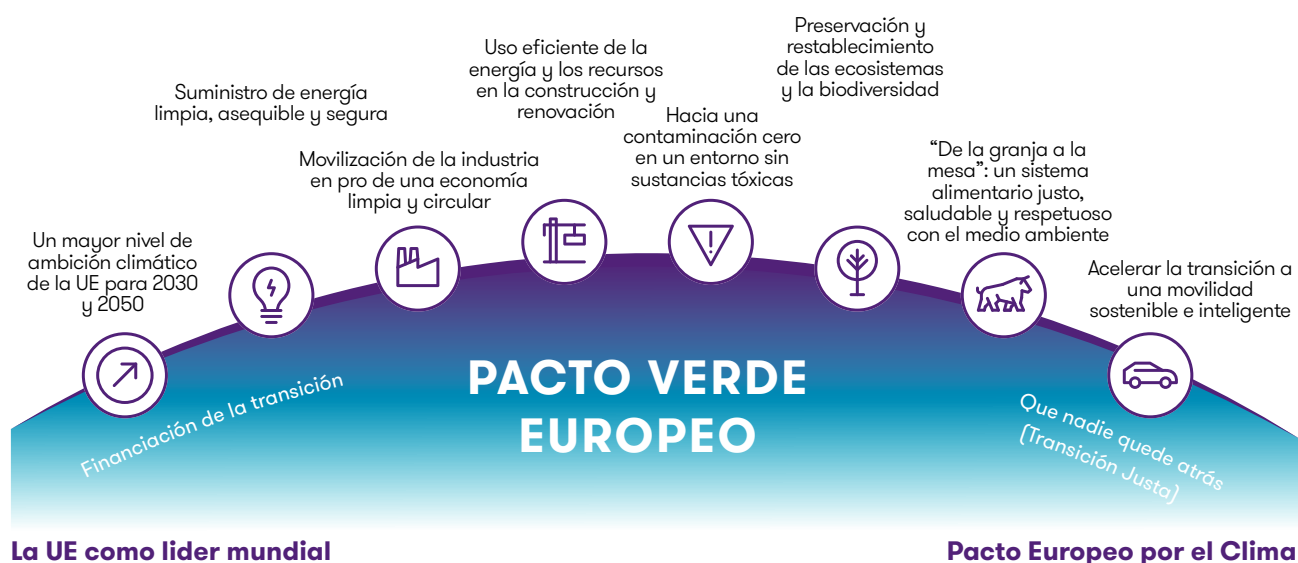 Un mayor nivel de
ambición climático
de la UE para 2030
y 2050
Suministro de energía
limpia, asequible y segura
Movilización de la industria
en pro de una economía
limpia y circular
Uso eficiente de la
energía y los recursos
en la construcción y
renovación
Hacia una
contaminación cero
en un entorno sin
sustancias tóxicas
Preservación y
restablecimiento
de las ecosistemas
y la biodiversidad
“De la granja a la
mesa”: un sistema
alimentario justo,
saludable y respetuoso
con el medio ambiente
Acelerar la transición a
una movilidad
sostenible e inteligente
PACTO VERDE
EUROPEO
Financiación de la transición
Que nadie quede atrás
(Transición Justa)
La UE como lider mundial
Pacto Europeo por el Clima